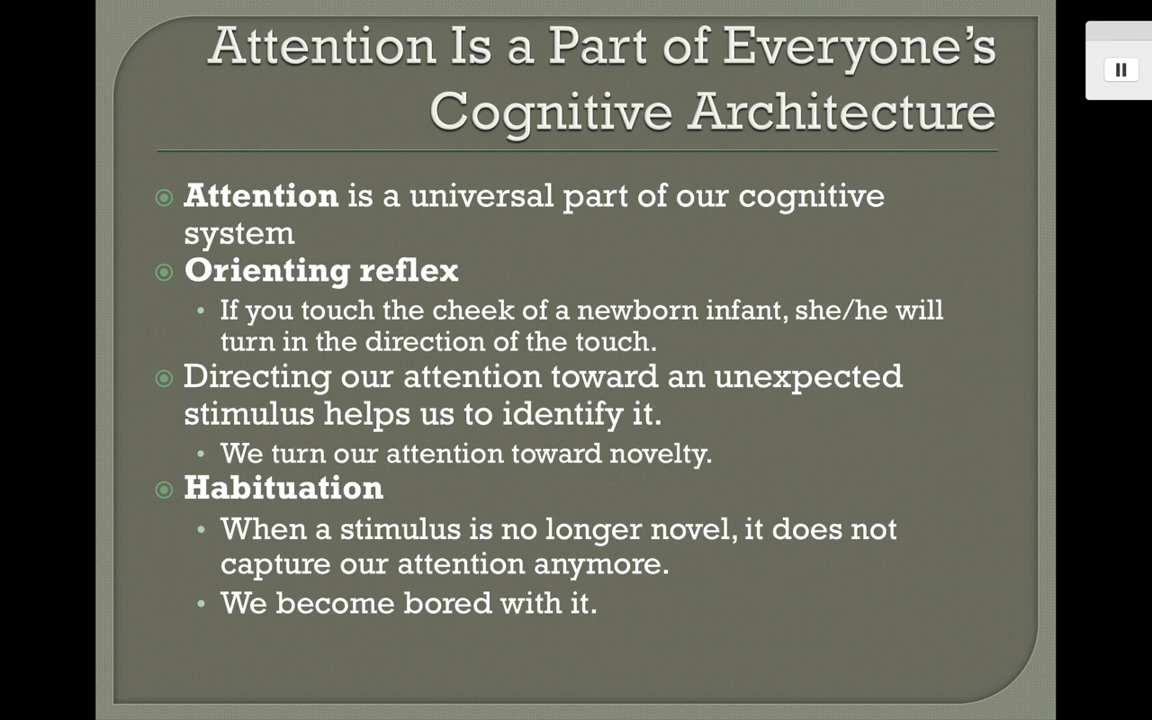 Attention Is a Part of Everyone's
Cognitive Architecture
Attention is a universal part of our cognitive
system
Orienting reflex
If you touch the cheek of a newborn infant, she/he will
turn in the direction of the touch.
Directing our attention toward an unexpected
stimulus helps us to identify it.
We turn our attention toward novelty.
Habituation
When a stimulus is no longer novel, it does not
capture our attention anymore.
We become bored with it.